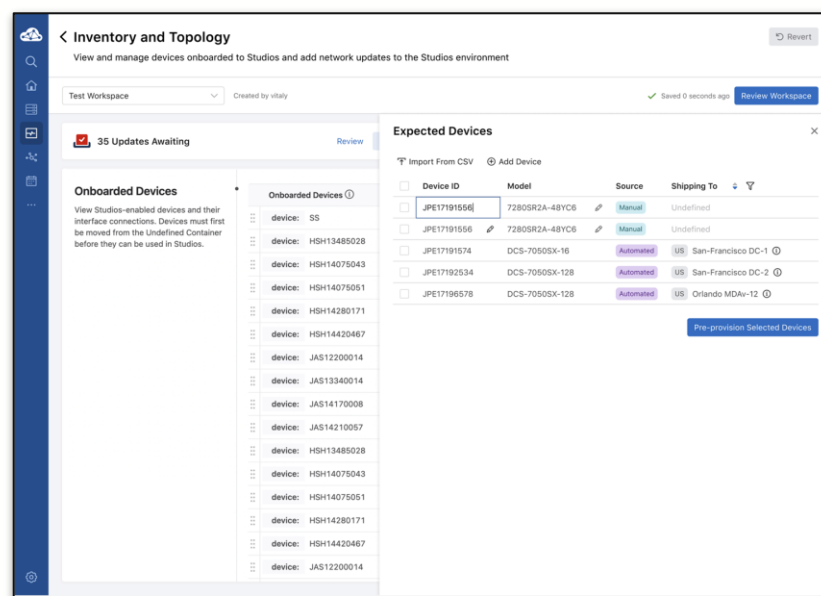 Inventory and Topology
Revert
View and manage devices onboarded to Studios and add network updates to the Studios environment
Test Workspace
Created by vitaly
Saved 0 seconds ago
Review Workspace
35 Updates Awaiting
Review
Onboarded Devices
View Studios-enabled devices and their
interface connections. Devices must first
be moved from the Undefined Container
before they can be used in Studios.
Onboarded Devices
device: SS
device: HSH13485028
device: HSH14075043
device: HSH14075051
device: HSH14280171
device: HSH14420467
device: JAS12200014
device: JAS13340014
device: JAS14170008
device: JAS14210057
device: HSH13485028
device: HSH14075043
device: HSH14075051
device: HSH14280171
device: HSH14420467
device: JAS12200014
Expected Devices
Import From CSV
Add Device
Device ID Model Source Shipping To
JPE17191556 7280SR2A-48YC6 Manual Undefined
JPE17191556 7280SR2A-48YC6 Manual Undefined
JPE17191574 DCS-7050SX-16 Automated US San-Francisco DC-1
JPE17192534 DCS-7050SX-128 Automated US San-Francisco DC-2
JPE17196578 DCS-7050SX-128 Automated US Orlando MDAv-12
Pre-provision Selected Devices